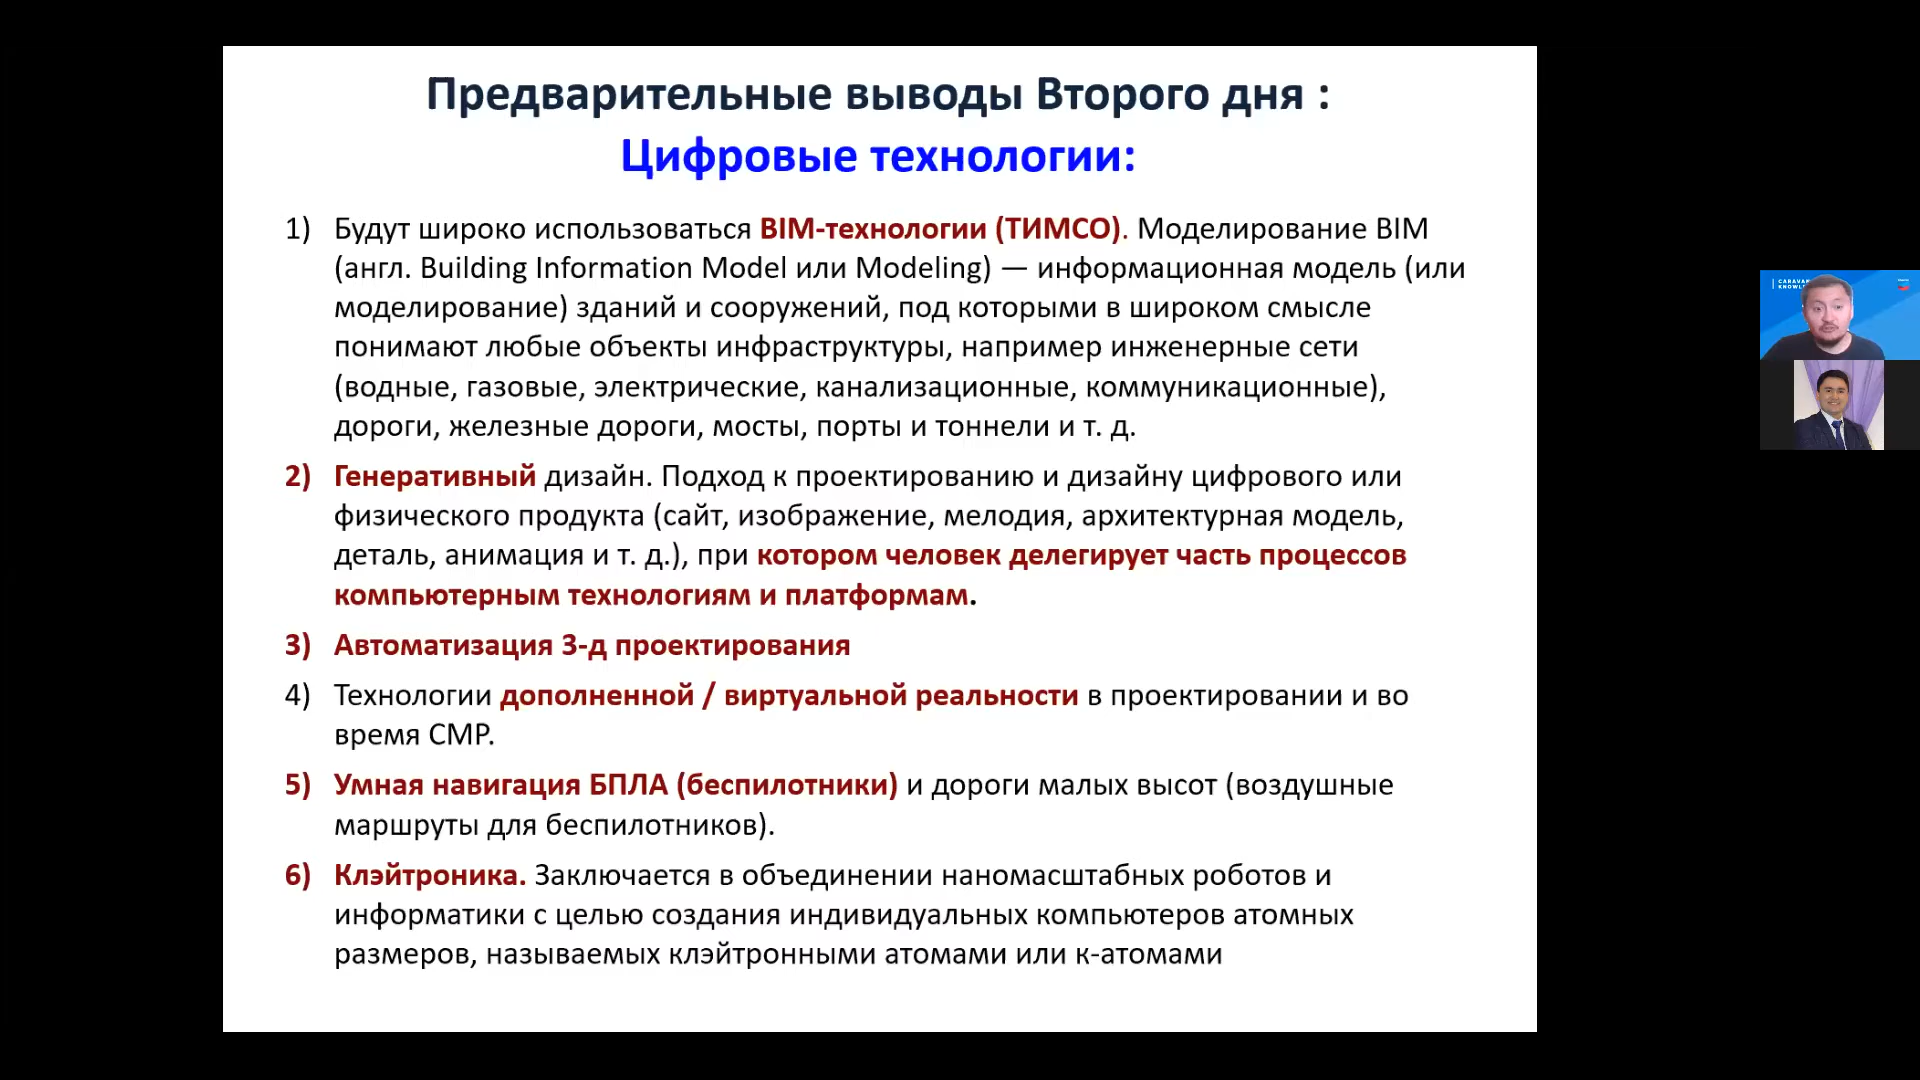 Предварительные выводы Второго дня :
Цифровые технологии:
1) Будут широко использоваться BIM-технологии (ТИМСО). Моделирование BIM
(англ. Building Information Model или Modeling) — информационная модель (или
моделирование) зданий и сооружений, под которыми в широком смысле
понимают любые объекты инфраструктуры, например инженерные сети
(водные, газовые, электрические, канализационные, коммуникационные),
дороги, железные дороги, мосты, порты и тоннели и т. д.
2) Генеративный дизайн. Подход к проектированию и дизайну цифрового или
физического продукта (сайт, изображение, мелодия, архитектурная модель,
деталь, анимация и т. д.), при котором человек делегирует часть процессов
компьютерным технологиям и платформам.
3) Автоматизация 3-д проектирования
4) Технологии дополненной / виртуальной реальности в проектировании и во
время СМР.
5) Умная навигация БПЛА (беспилотники) и дороги малых высот (воздушные
маршруты для беспилотников).
6) Клэйтроника. Заключается в объединении наномасштабных роботов и
информатики с целью создания индивидуальных компьютеров атомных
размеров, называемых клэйтронными атомами или к-атомами
CARAVAN